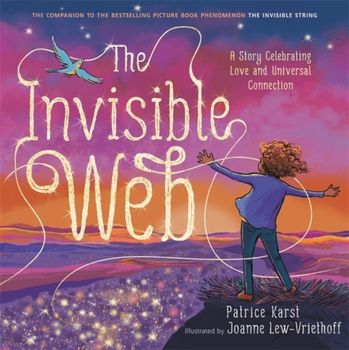 THE COMPANION TO THE BESTSELLING PICTURE BOOK PHENOMENON THE INVISIBLE STRING
The
Invisible
Web
A Story Celebrating
Love and Universal
Connection
Patrice Karst
Illustrated by Joanne Lew-Vriethoff